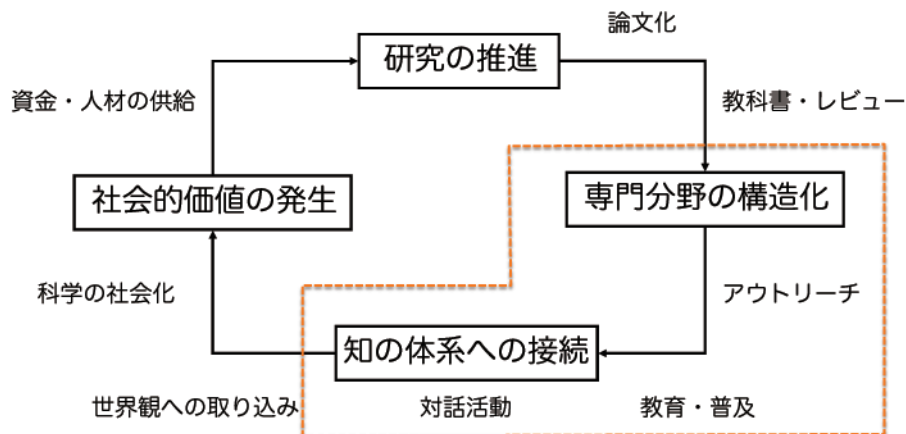 論文化
研究の推進
資金・人材の供給
教科書・レビュー
社会的価値の発生
専門分野の構造化
科学の社会化
アウトリーチ
知の体系への接続
世界観への取り込み
対話活動
教育・普及